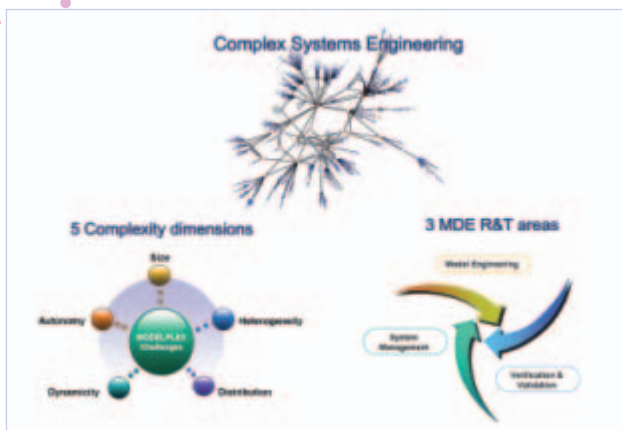 Complex Systems Engineering
5 Complexity dimensions
3 MDE R&T areas
Size
Autonomy
Heterogeneity
MODELPLEX
Challenges
Dynamicity
Distribution
Model Engineering
System
Management
Verification &
Validation